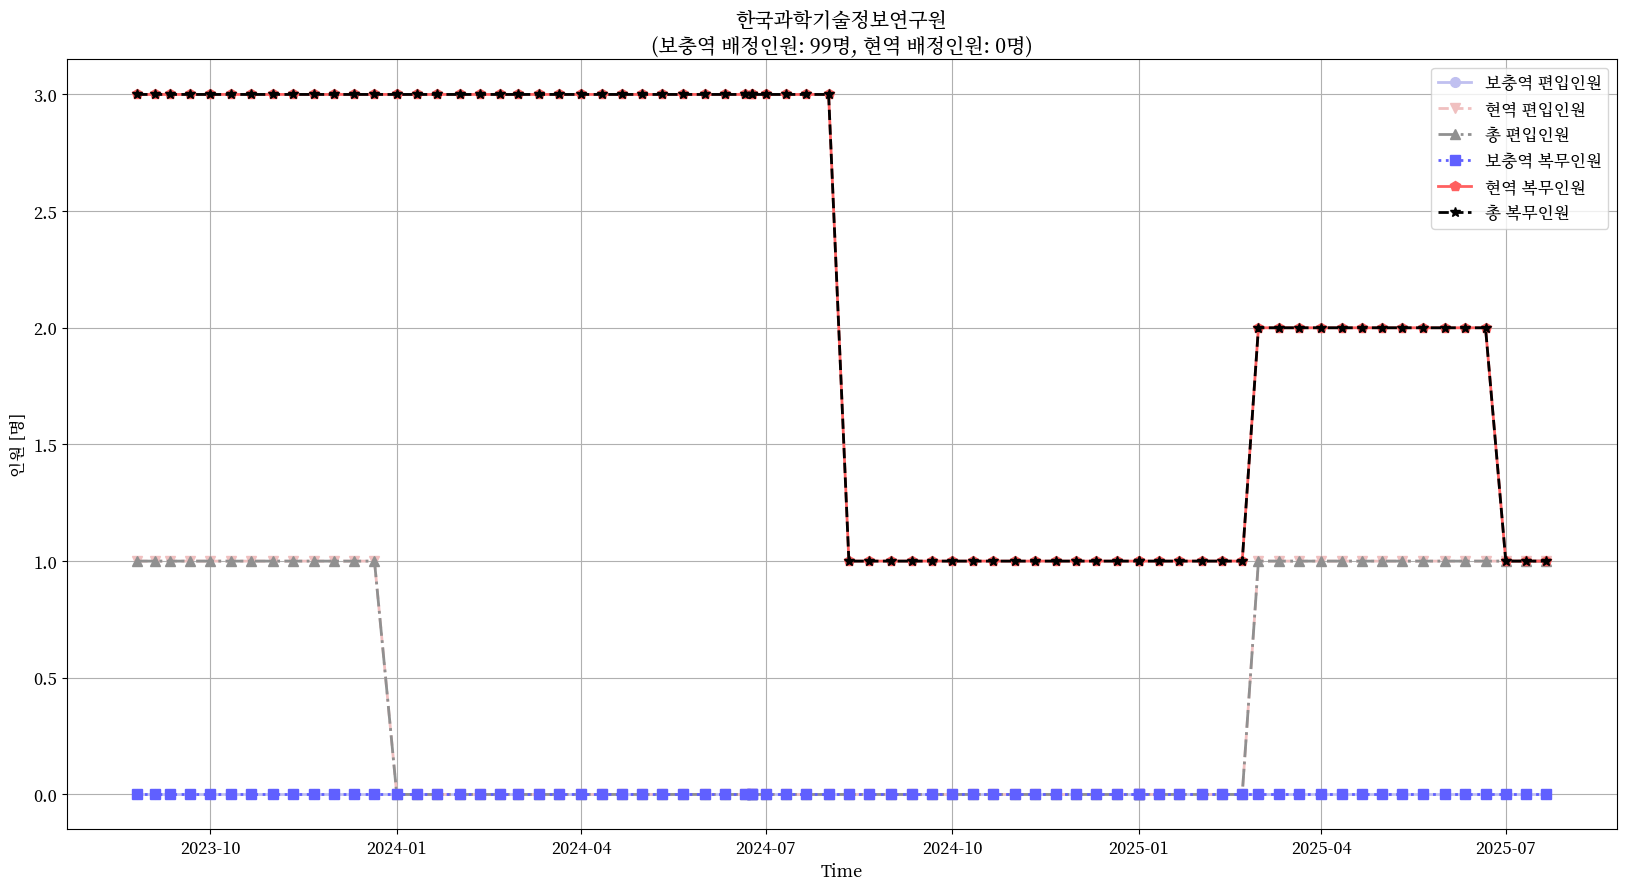 한국과학기술정보연구원
(보충역 배정인원: 99명, 현역 배정인원: 0명)
보충역 편입인원
현역 편입인원
총 편입인원
보충역 복무인원
현역 복무인원
총 복무인원
3.0
2.5
2.0
1.5
1.0
0.5
0.0
인원 [명]
2023-10
2024-01
2024-04
2024-07
2024-10
2025-01
2025-04
2025-07
Time